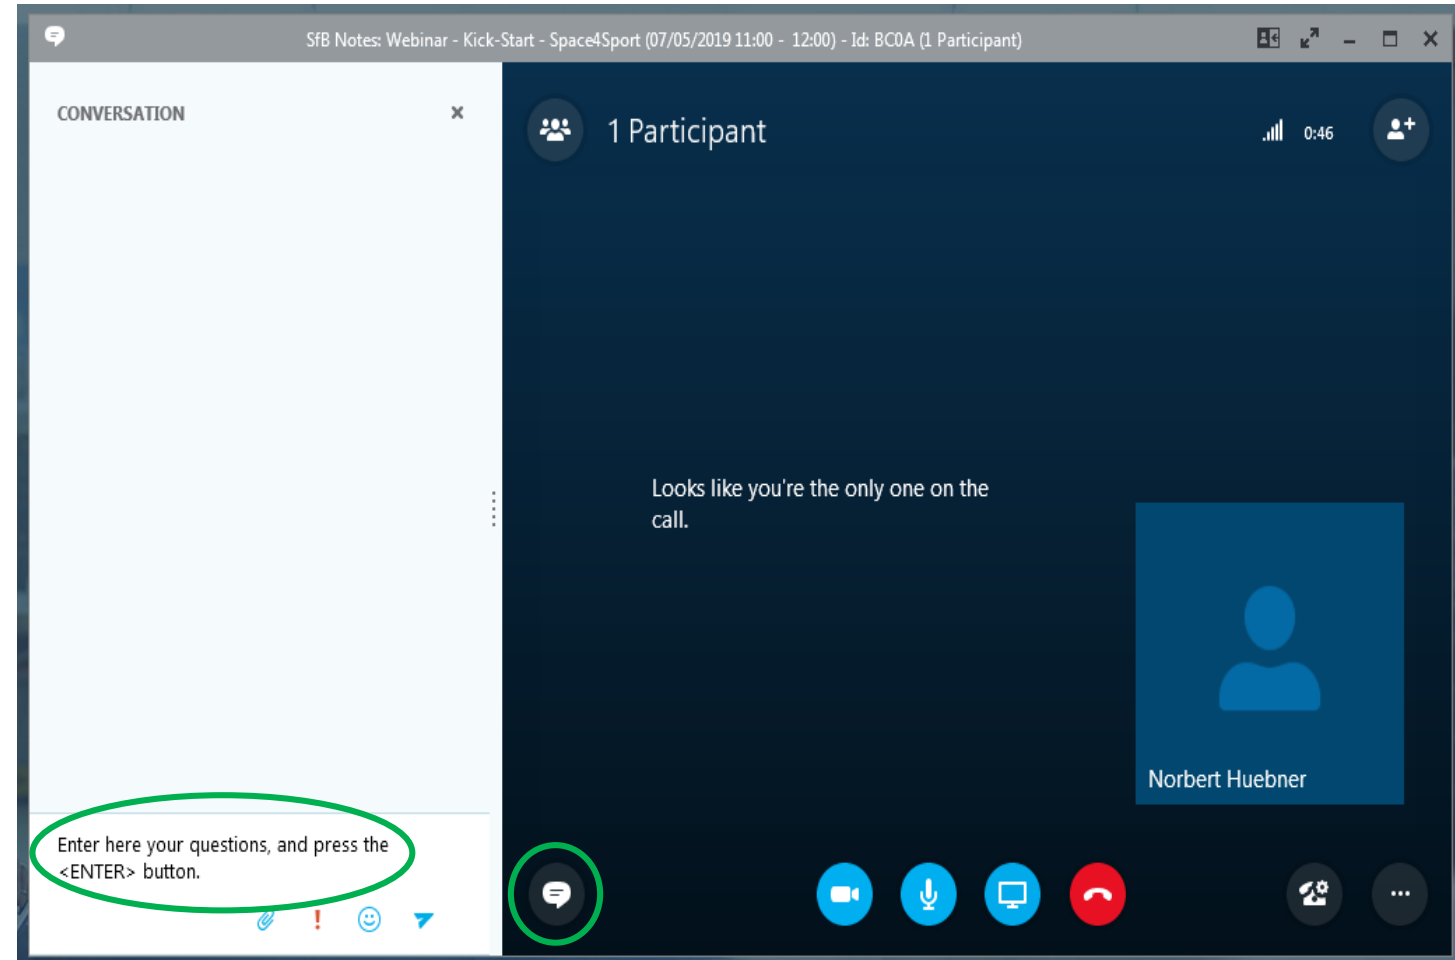 SfB Notes: Webinar - Kick-Start - Space4Sport (07/05/2019 11:00 - 12:00) - Id: BC0A (1 Participant)
CONVERSATION
1 Participant
0:46
Looks like you're the only one on the
call.
Norbert Huebner
Enter here your questions, and press the
<ENTER> button.